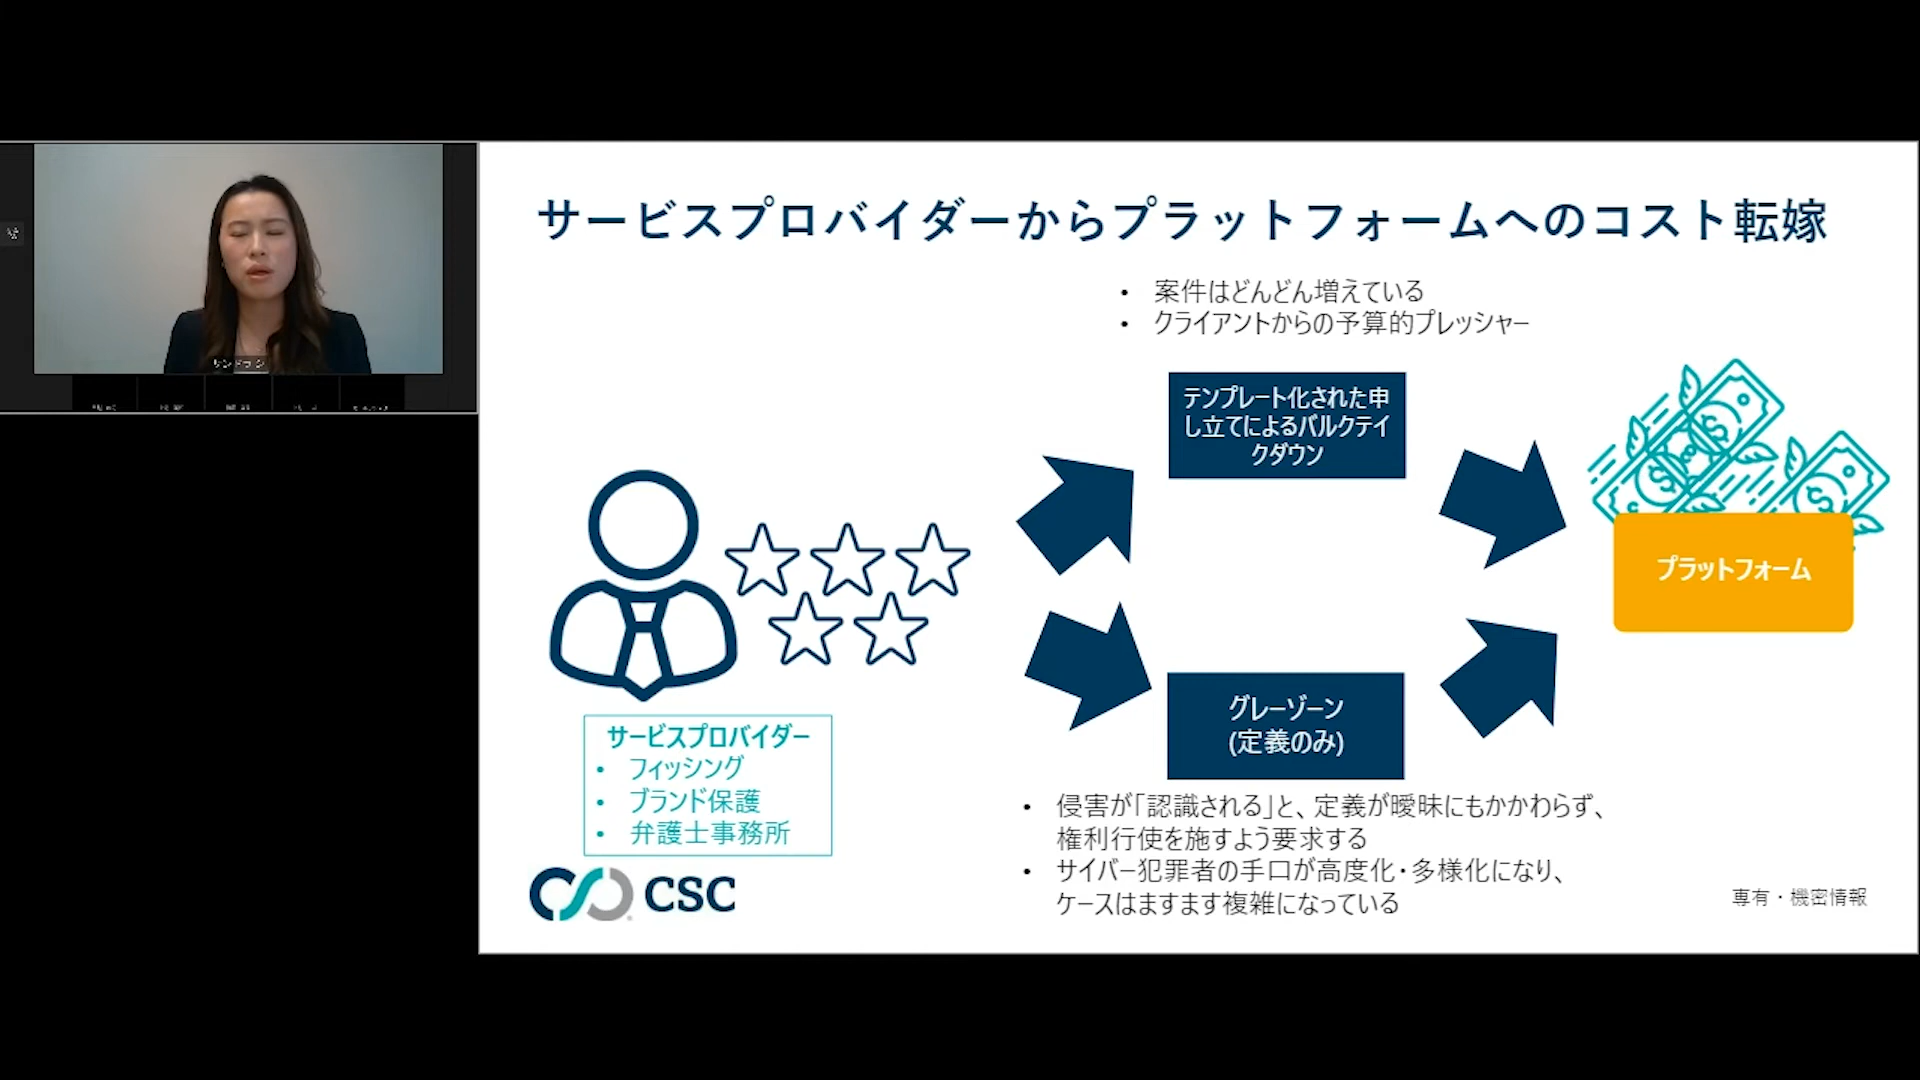 サービスプロバイダーからプラットフォームへのコスト転嫁
• 案件はどんどん増えている
• クライアントからの予算的プレッシャー
テンプレート化された申
し立てによるバルクテイ
クダウン
プラットフォーム
グレーゾーン
(定義のみ)
サービスプロバイダー
• フィッシング
• ブランド保護
• 弁護士事務所
• 侵害が「認識される」と、定義が曖昧にもかかわらず、
権利行使を施すよう要求する
• サイバー犯罪者の手口が高度化・多様化になり、
ケースはますます複雑になっている
CSC
専有・機密情報